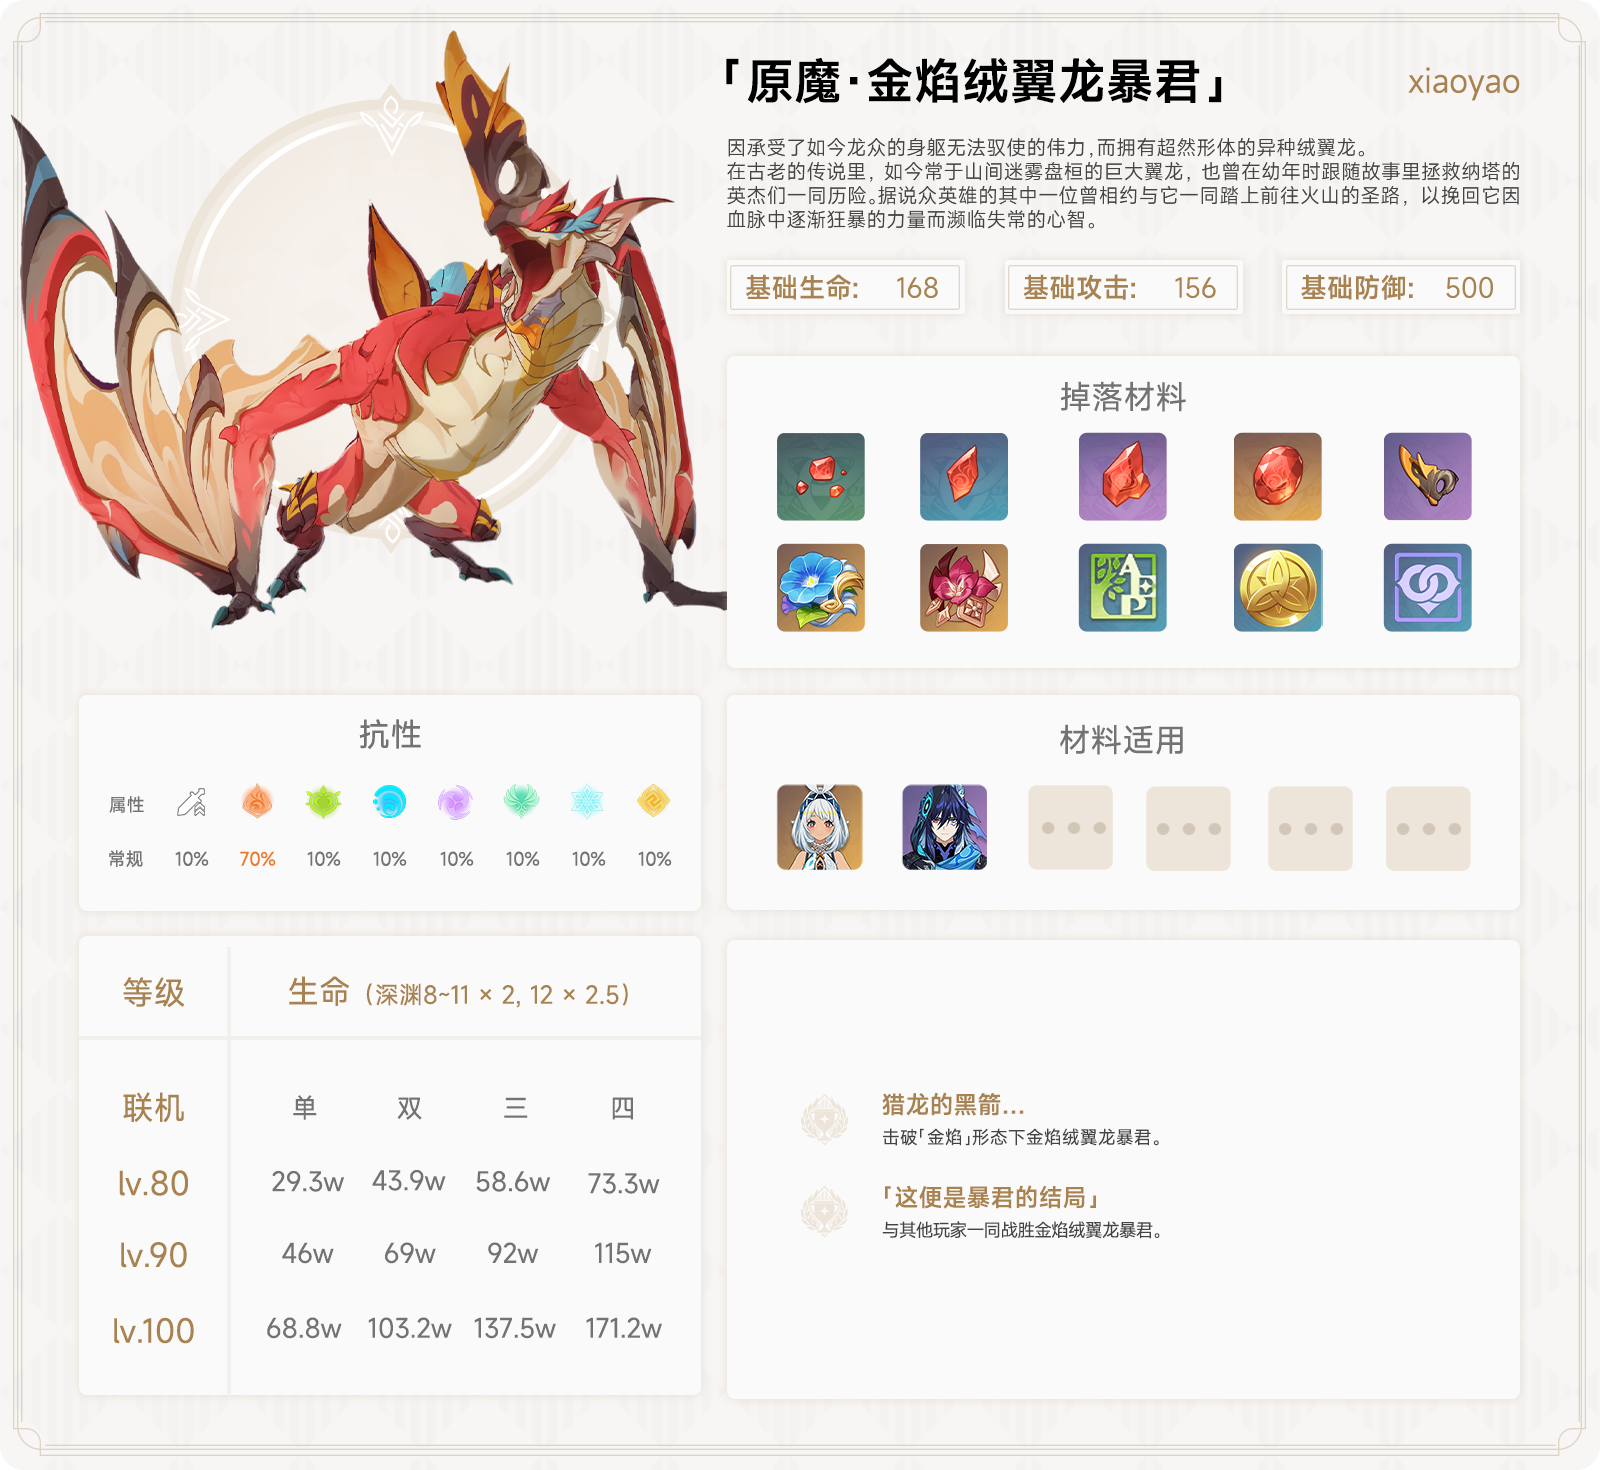 「原魔·金焰绒翼龙暴君」
xiaoyao
因承受了如今龙众的身躯无法驭使的伟力,而拥有超然形体的异种绒翼龙。
在古老的传说里，如今常于山间迷雾盘桓的巨大翼龙，也曾在幼年时跟随故事里拯救纳塔的
英杰们一同历险。据说众英雄的其中一位曾相约与它一同踏上前往火山的圣路，以挽回它因
血脉中逐渐狂暴的力量而濒临失常的心智。
基础生命: 168
基础攻击: 156
基础防御: 500
掉落材料
AEP
抗性
属性
常规 10% 70% 10% 10% 10% 10% 10% 10%
材料适用
等级 生命（深渊8~11 × 2, 12 × 2.5）
联机 单 双 三 四
lv.80 29.3w 43.9w 58.6w 73.3w
lv.90 46w 69w 92w 115w
lv.100 68.8w 103.2w 137.5w 171.2w
猎龙的黑箭...
击破「金焰」形态下金焰绒翼龙暴君。
「这便是暴君的结局」
与其他玩家一同战胜金焰绒翼龙暴君。